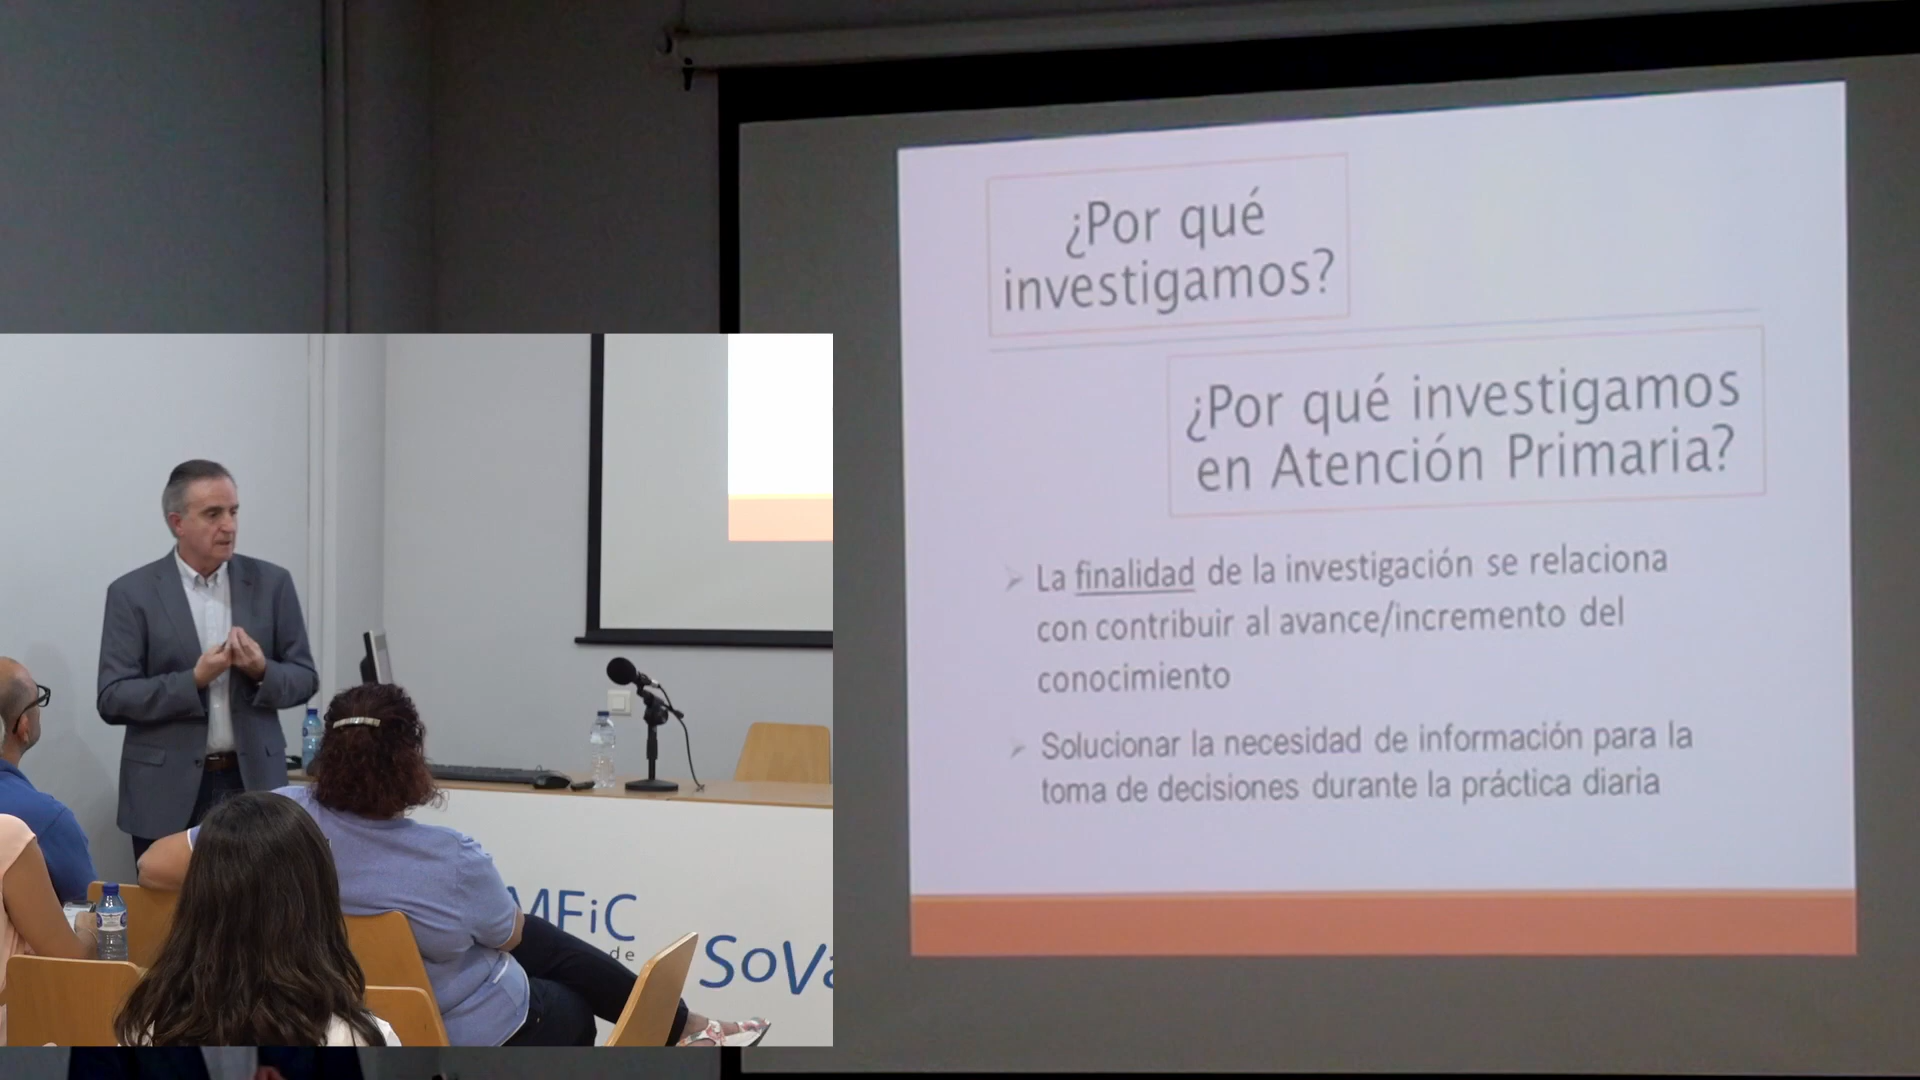 ¿Por qué
investigamos?
¿Por qué investigamos
en Atención Primaria?
La finalidad de la investigación se relaciona
con contribuir al avance/incremento del
conocimiento
Solucionar la necesidad de información para la
toma de decisiones durante la práctica diaria
MFiC
de
SoVa